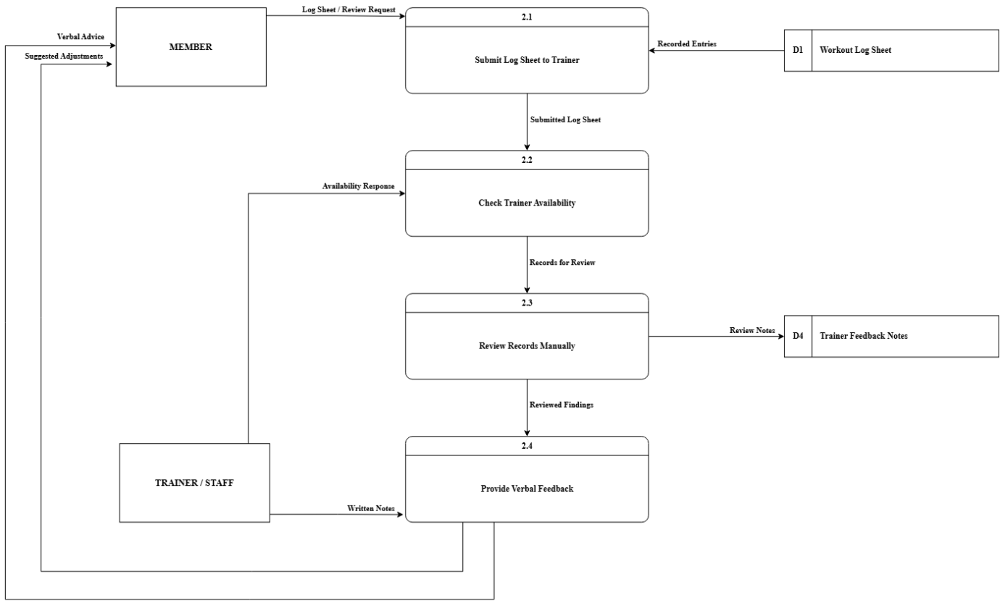 Log Sheet / Review Request
2.1
Verbal Advice
MEMBER
Recorded Entries
D1
Workout Log Sheet
Suggested Adjustments
Submit Log Sheet to Trainer
Submitted Log Sheet
2.2
Availability Response
Check Trainer Availability
Records for Review
2.3
Review Records Manually
Review Notes
D4
Trainer Feedback Notes
Reviewed Findings
2.4
TRAINER / STAFF
Provide Verbal Feedback
Written Notes